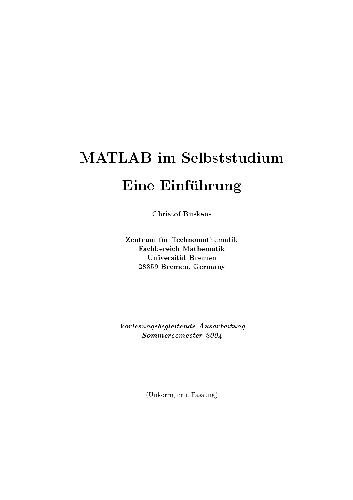 MATLAB im Selbststudium
Eine Einführung
Christof Büskens
Zentrum für Technomathematik
Fachbereich Mathematik
Universität Bremen
28359 Bremen, Germany
Vorlesungsbegleitende Ausarbeitung
Sommersemester 2004
Fassung)